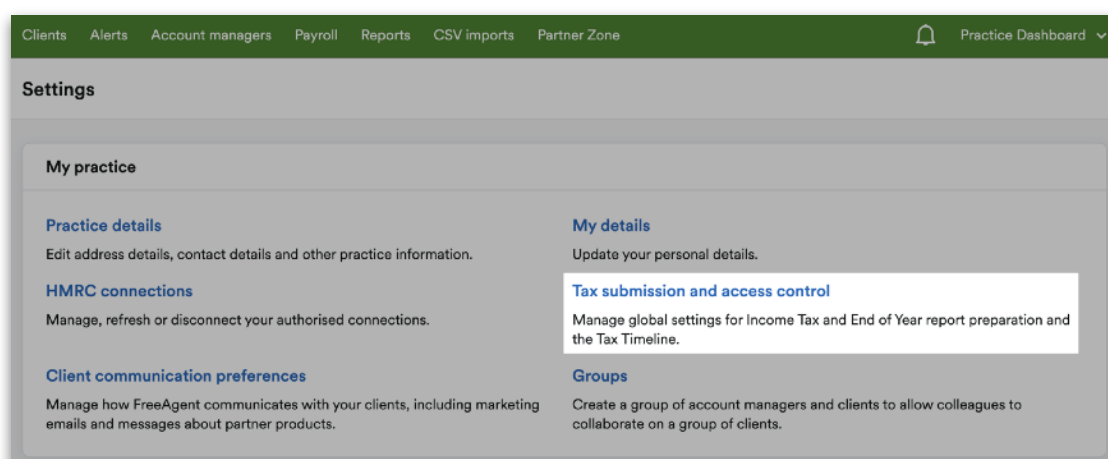 Clients Alerts Account managers Payroll Reports CSV imports Partner Zone Practice Dashboard
Settings
My practice
Practice details
Edit address details, contact details and other practice information.
My details
Update your personal details.
HMRC connections
Manage, refresh or disconnect your authorised connections.
Tax submission and access control
Manage global settings for Income Tax and End of Year report preparation and
the Tax Timeline.
Client communication preferences
Manage how FreeAgent communicates with your clients, including marketing
emails and messages about partner products.
Groups
Create a group of account managers and clients to allow colleagues to
collaborate on a group of clients.